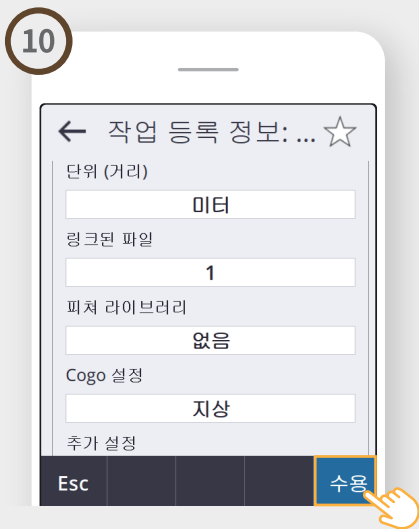 10
작업 등록 정보: ...
단위 (거리)
미터
링크된 파일
1
피쳐 라이브러리
없음
Cogo 설정
지상
추가 설정
Esc 수용